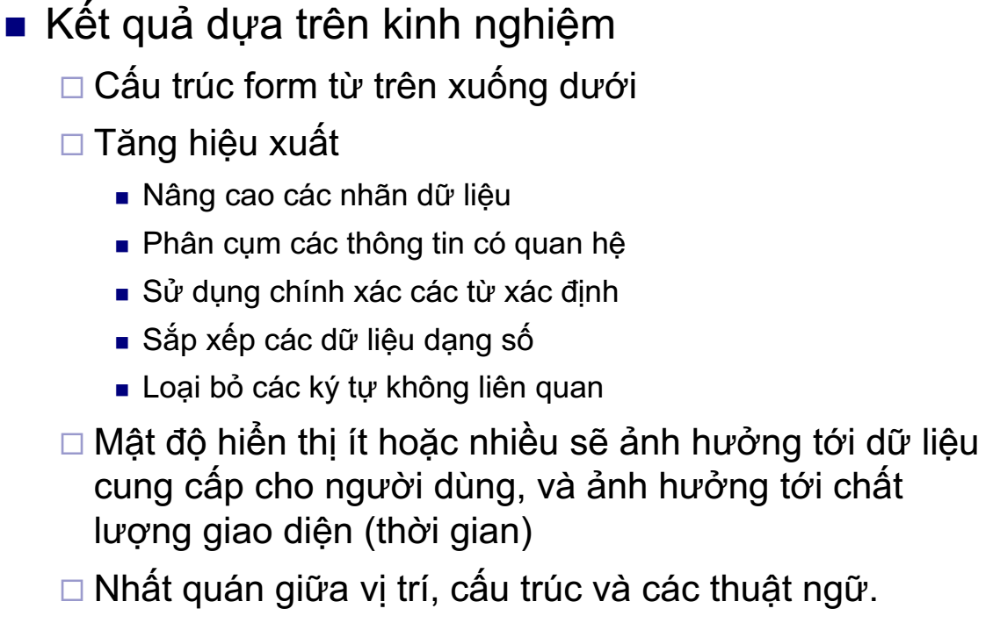 Kết quả dựa trên kinh nghiệm
Cấu trúc form từ trên xuống dưới
Tăng hiệu xuất
Nâng cao các nhãn dữ liệu
Phân cụm các thông tin có quan hệ
Sử dụng chính xác các từ xác định
Sắp xếp các dữ liệu dạng số
Loại bỏ các ký tự không liên quan
Mật độ hiển thị ít hoặc nhiều sẽ ảnh hưởng tới dữ liệu
cung cấp cho người dùng, và ảnh hưởng tới chất
lượng giao diện (thời gian)
Nhất quán giữa vị trí, cấu trúc và các thuật ngữ.